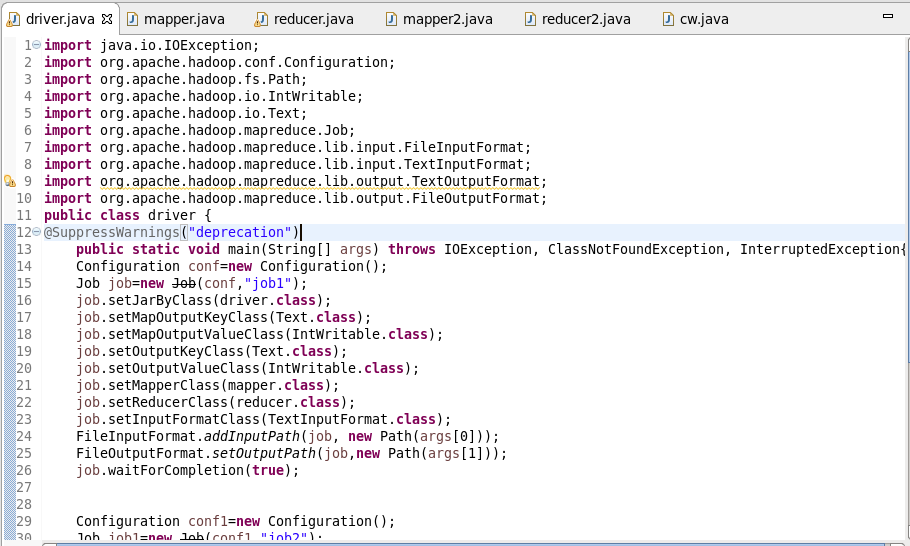 driver.java mapper.java reducer.java mapper2.java reducer2.java cw.java
1 import java.io.IOException;
2 import org.apache.hadoop.conf.Configuration;
3 import org.apache.hadoop.fs.Path;
4 import org.apache.hadoop.io.IntWritable;
5 import org.apache.hadoop.io.Text;
6 import org.apache.hadoop.mapreduce.Job;
7 import org.apache.hadoop.mapreduce.lib.input.FileInputFormat;
8 import org.apache.hadoop.mapreduce.lib.input.TextInputFormat;
9 import org.apache.hadoop.mapreduce.lib.output.TextOutputFormat;
10 import org.apache.hadoop.mapreduce.lib.output.FileOutputFormat;
11 public class driver {
12 @SuppressWarnings("deprecation")
13     public static void main(String[] args) throws IOException, ClassNotFoundException, InterruptedException{
14     Configuration conf=new Configuration();
15     Job job=new Job(conf,"job1");
16     job.setJarByClass(driver.class);
17     job.setMapOutputKeyClass(Text.class);
18     job.setMapOutputValueClass(IntWritable.class);
19     job.setOutputKeyClass(Text.class);
20     job.setOutputValueClass(IntWritable.class);
21     job.setMapperClass(mapper.class);
22     job.setReducerClass(reducer.class);
23     job.setInputFormatClass(TextInputFormat.class);
24     FileInputFormat.addInputPath(job, new Path(args[0]));
25     FileOutputFormat.setOutputPath(job,new Path(args[1]));
26     job.waitForCompletion(true);
27
28
29     Configuration conf1=new Configuration();
30     Job job1=new Job(conf1,"job2");